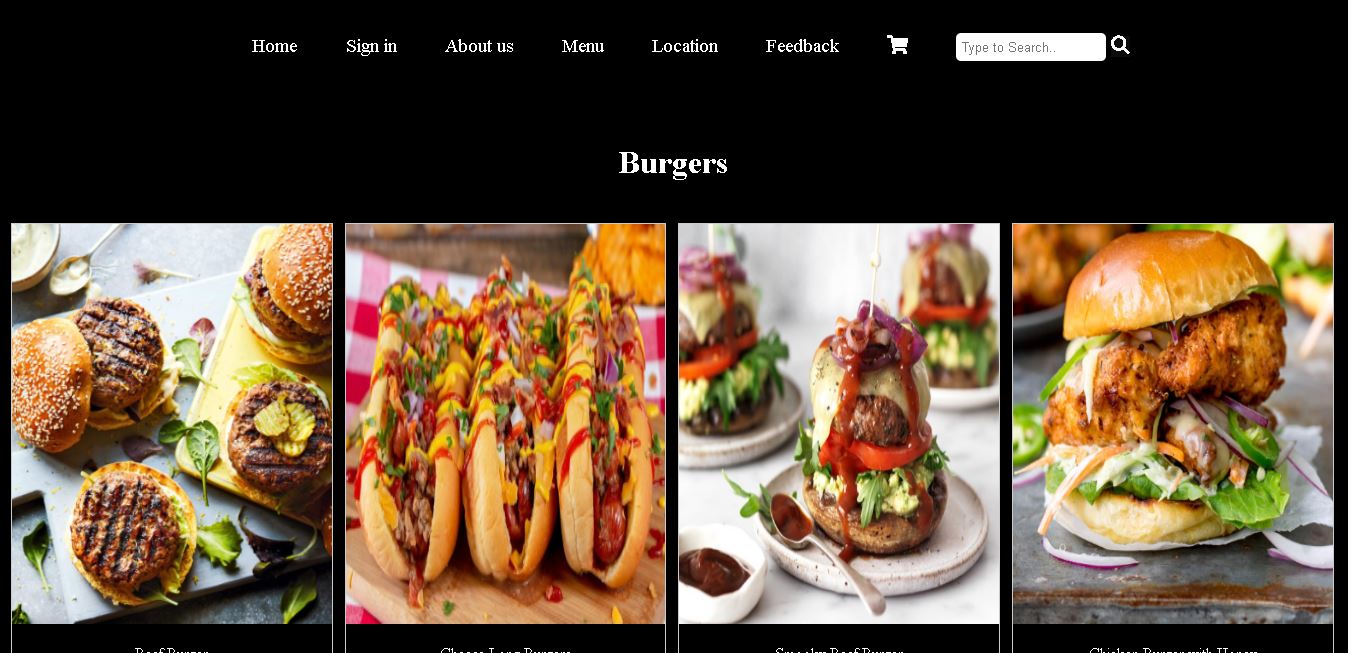 Home Sign in About us Menu Location Feedback Type to Search..
Burgers
Beef Burger Cheese Long Burgers Smooky Beef Burger Chicken Burger with Honey